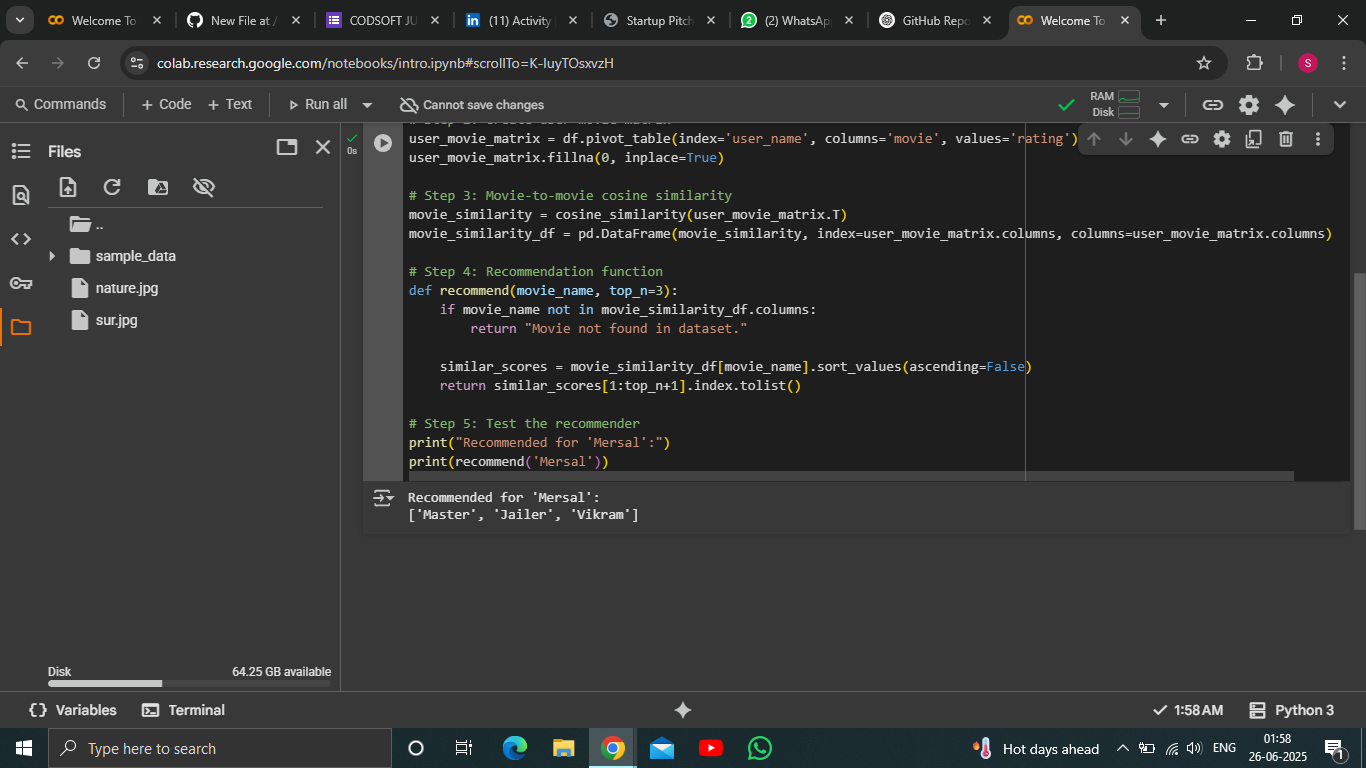 Welcome To
New File at /
CODSOFT JU
(11) Activity
Startup Pitch
(2) WhatsAp
GitHub Repo
Welcome To
colab.research.google.com/notebooks/intro.ipynb#scrollTo=K-IuyTOsxvzH
S
Commands + Code + Text Run all Cannot save changes
RAM
Disk
Files
..
sample_data
nature.jpg
sur.jpg
Disk 64.25 GB available
0s
user_movie_matrix = df.pivot_table(index='user_name', columns='movie', values='rating')
user_movie_matrix.fillna(0, inplace=True)
# Step 3: Movie-to-movie cosine similarity
movie_similarity = cosine_similarity(user_movie_matrix.T)
movie_similarity_df = pd.DataFrame(movie_similarity, index=user_movie_matrix.columns, columns=user_movie_matrix.columns)
# Step 4: Recommendation function
def recommend(movie_name, top_n=3):
    if movie_name not in movie_similarity_df.columns:
        return "Movie not found in dataset."
    similar_scores = movie_similarity_df[movie_name].sort_values(ascending=False)
    return similar_scores[1:top_n+1].index.tolist()
# Step 5: Test the recommender
print("Recommended for 'Mersal':")
print(recommend('Mersal'))
Recommended for 'Mersal':
['Master', 'Jailer', 'Vikram']
{} Variables Terminal 1:58 AM Python 3
Type here to search
Hot days ahead
ENG
01:58
26-06-2025
1